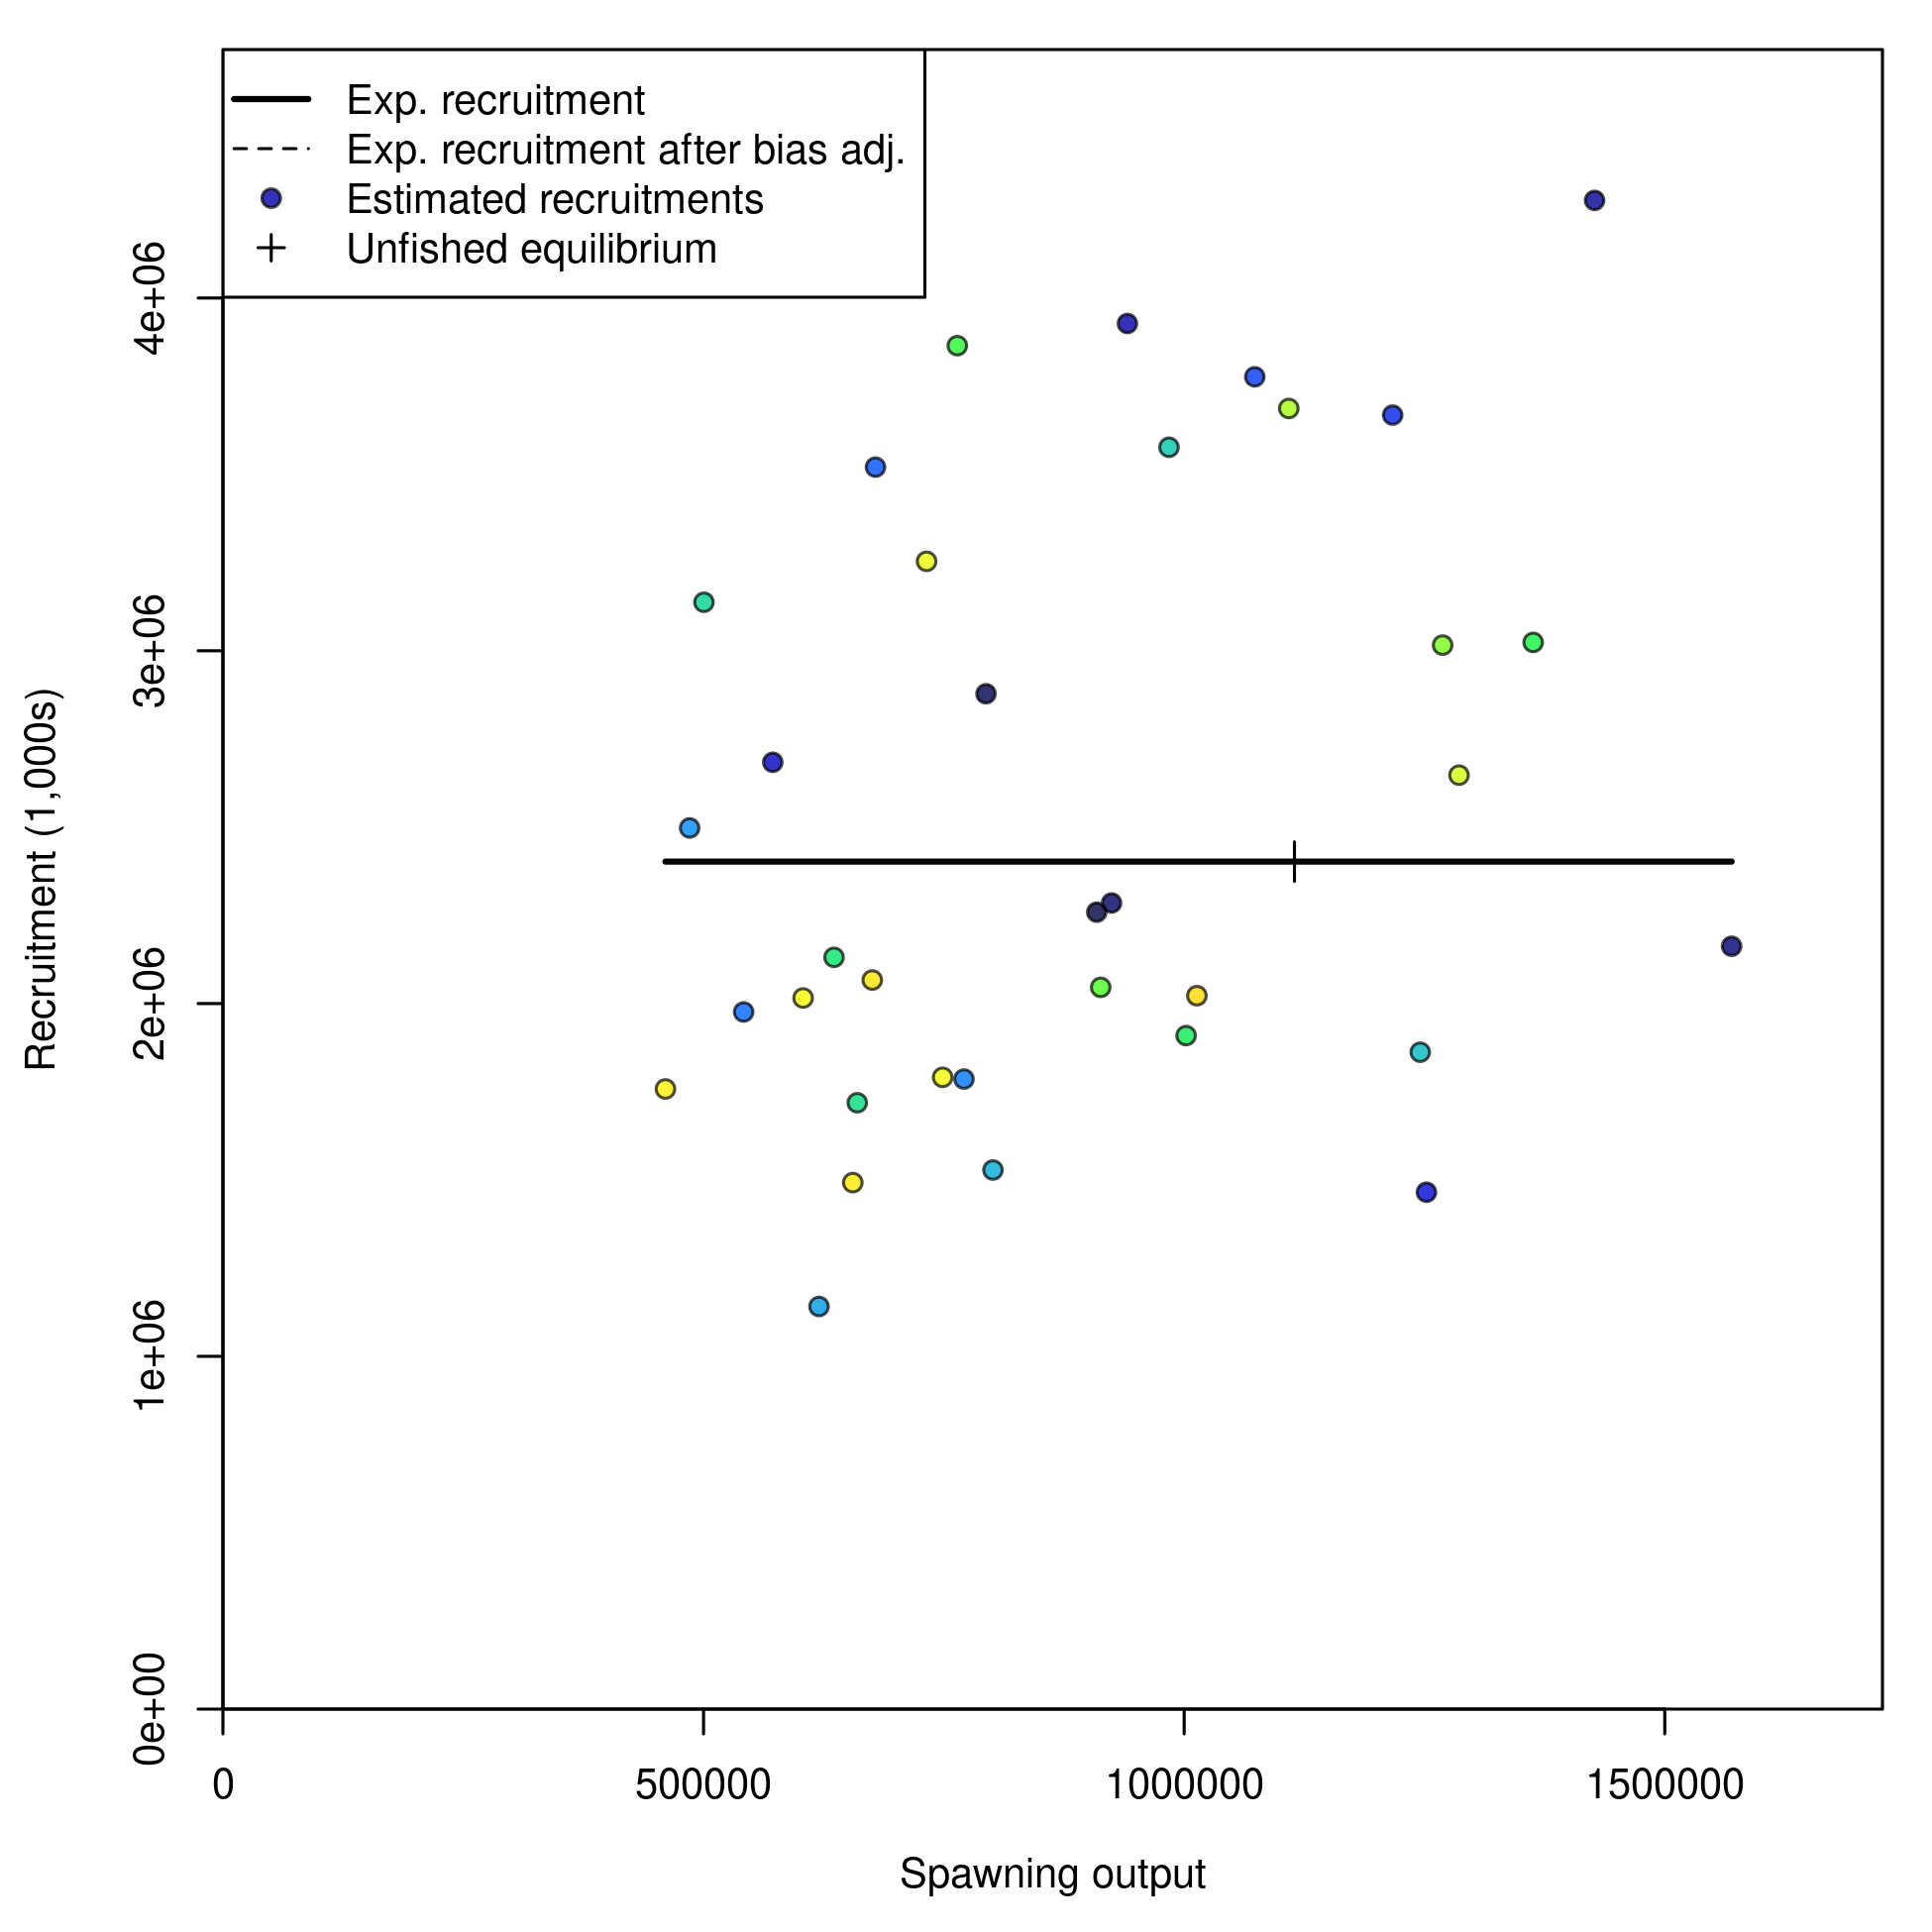 Exp. recruitment
Exp. recruitment after bias adj.
Estimated recruitments
Unfished equilibrium
Recruitment (1,000s)
4e+06
3e+06
2e+06
1e+06
0e+00
0
500000
1000000
1500000
Spawning output